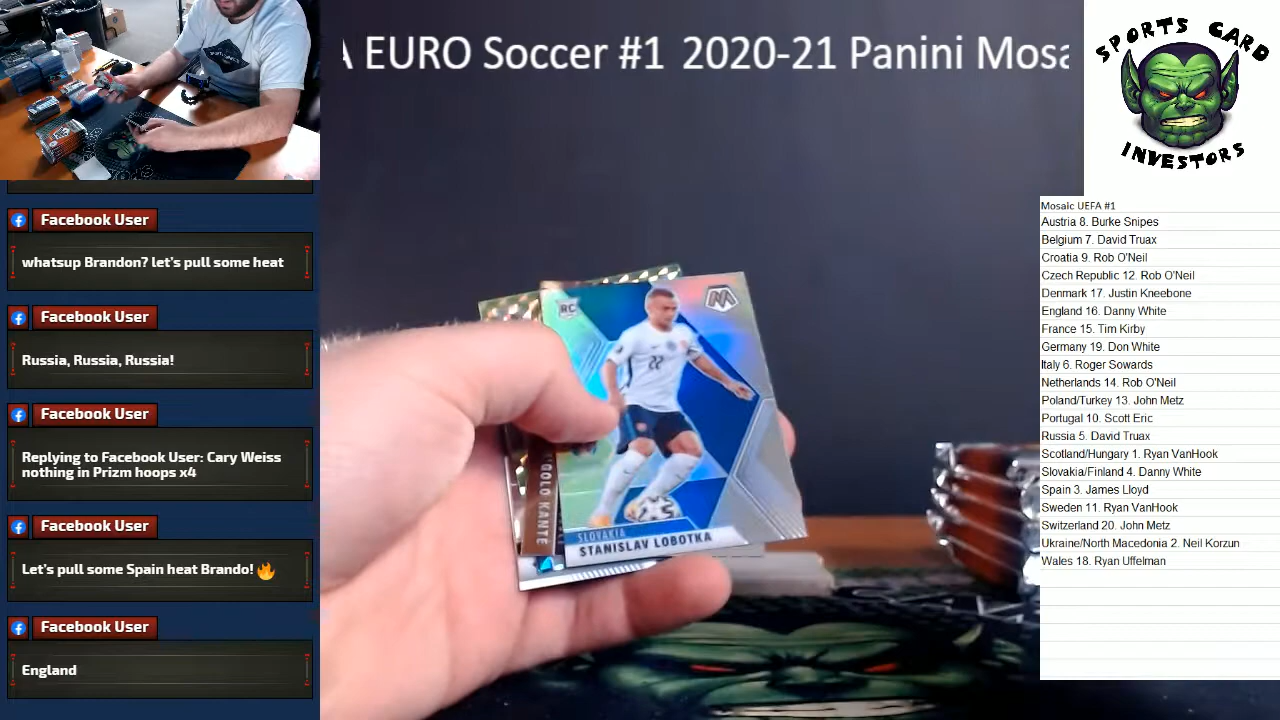 A EURO Soccer #1 2020-21 Panini Mosa
SPORTS CARD
INVESTORS
Facebook User
whatsup Brandon? let's pull some heat
Facebook User
Russia, Russia, Russia!
Facebook User
Replying to Facebook User: Cary Weiss
nothing in Prizm hoops x4
Facebook User
Let's pull some Spain heat Brando! 🔥
Facebook User
England
RC
22
GOLO KANTE
SLOVAKIA
STANISLAV LOBOTKA
Mosaic UEFA #1
Austria 8. Burke Snipes
Belgium 7. David Truax
Croatia 9. Rob O'Neil
Czech Republic 12. Rob O'Neil
Denmark 17. Justin Kneebone
England 16. Danny White
France 15. Tim Kirby
Germany 19. Don White
Italy 6. Roger Sowards
Netherlands 14. Rob O'Neil
Poland/Turkey 13. John Metz
Portugal 10. Scott Eric
Russia 5. David Truax
Scotland/Hungary 1. Ryan VanHook
Slovakia/Finland 4. Danny White
Spain 3. James Lloyd
Sweden 11. Ryan VanHook
Switzerland 20. John Metz
Ukraine/North Macedonia 2. Neil Korzun
Wales 18. Ryan Uffelman